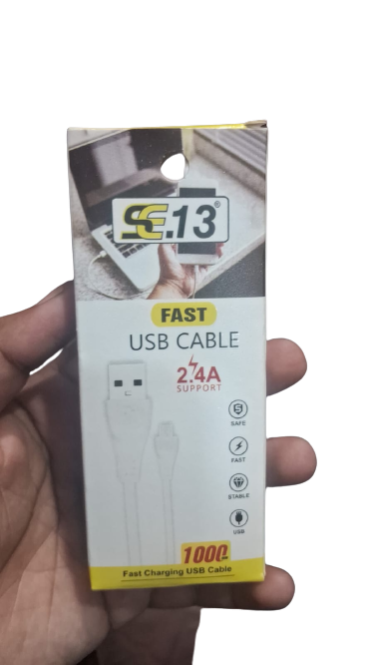 SE.13®
FAST
USB CABLE
2.4A
SUPPORT
SAFE
FAST
STABLE
USB
1000
Fast Charging USB Cable